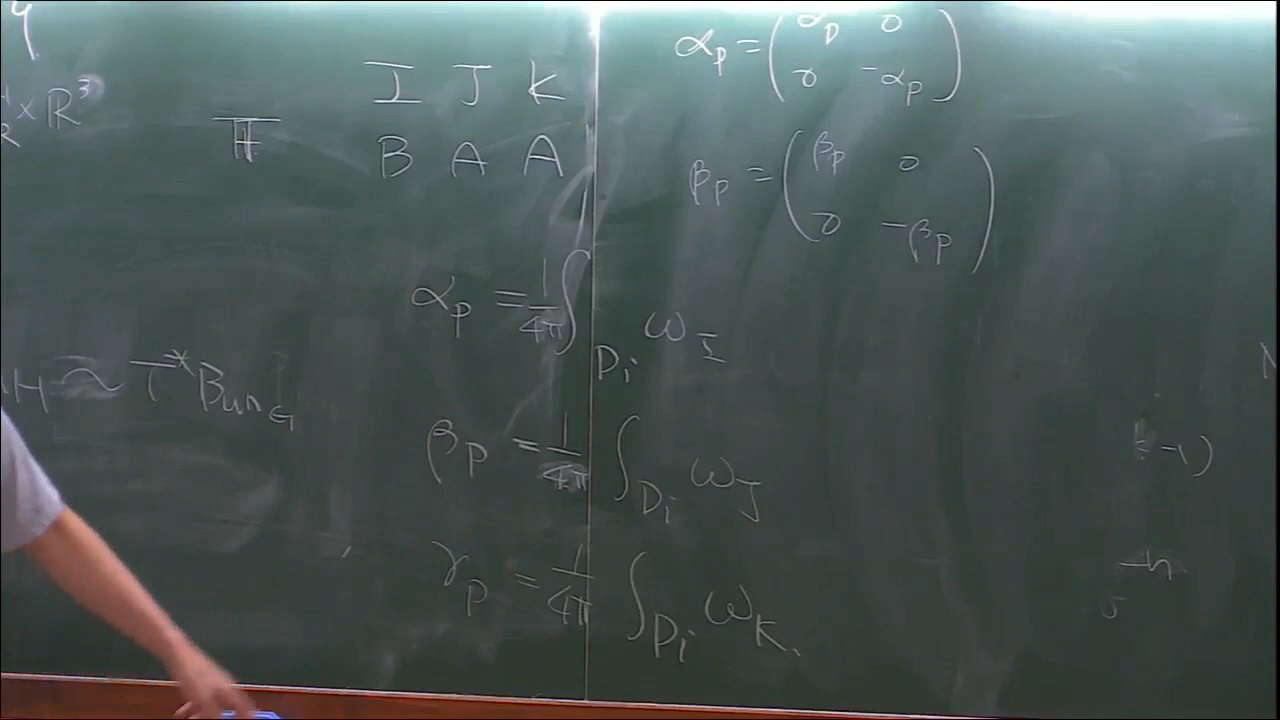 × R³
I J K
B A A
F
α_p = ( α_p 0
0 -α_p )
β_p = ( β_p 0
0 -β_p )
α_p = 1/4π ∫_{D_i} ω_I
H ≃ T* Bun_G
β_p = 1/4π ∫_{D_i} ω_J
γ_p = 1/4π ∫_{D_i} ω_K.
-1)